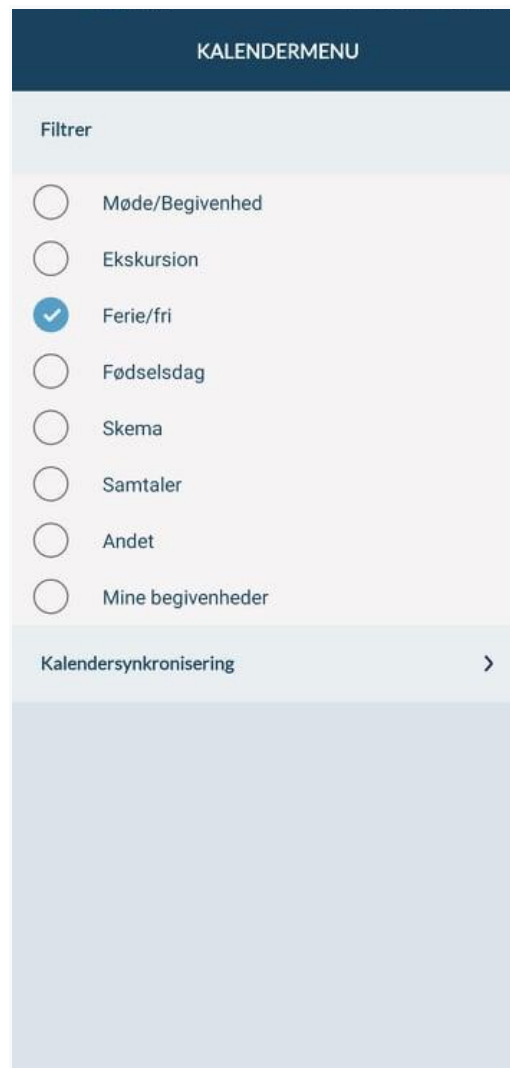 KALENDERMENU
Filtrer
Møde/Begivenhed
Ekskursion
Ferie/fri
Fødselsdag
Skema
Samtaler
Andet
Mine begivenheder
Kalendersynkronisering